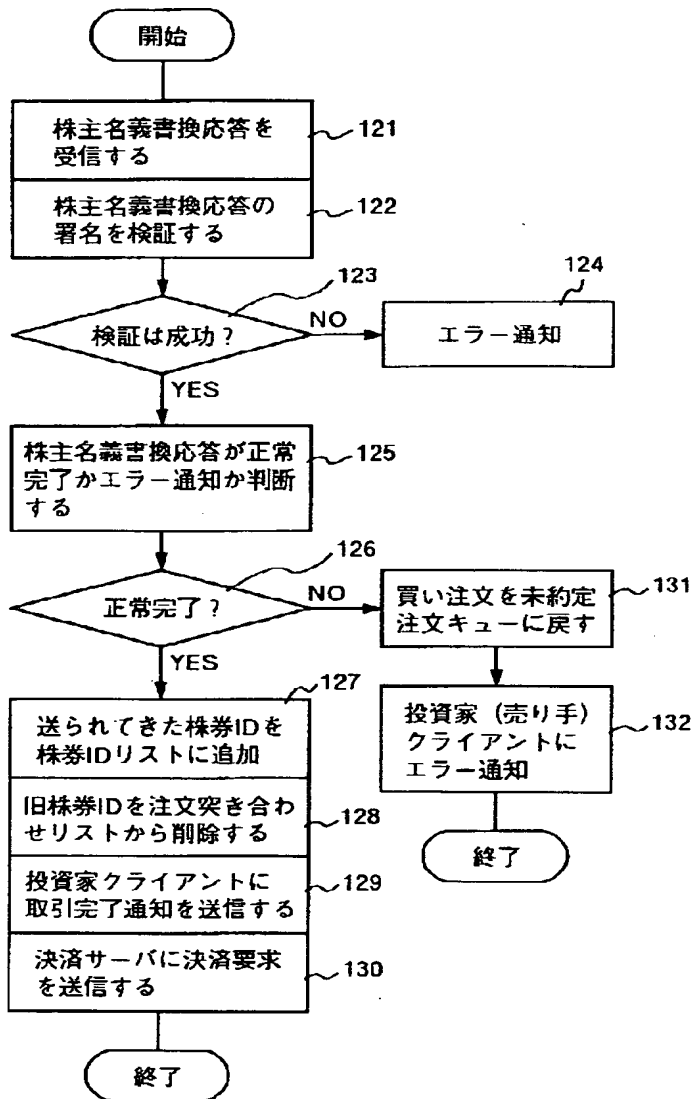 開始
株主名義書換応答を
受信する
121
株主名義書換応答の
署名を検証する
122
123
検証は成功?
NO
124
エラー通知
YES
株主名義書換応答が正常
完了かエラー通知か判断
する
125
126
正常完了?
NO
買い注文を未約定
注文キューに戻す
131
YES
127
送られてきた株券IDを
株券IDリストに追加
投資家(売り手)
クライアントに
エラー通知
132
旧株券IDを注文突き合わ
せリストから削除する
128
終了
投資家クライアントに
取引完了通知を送信する
129
決済サーバに決済要求
を送信する
130
終了